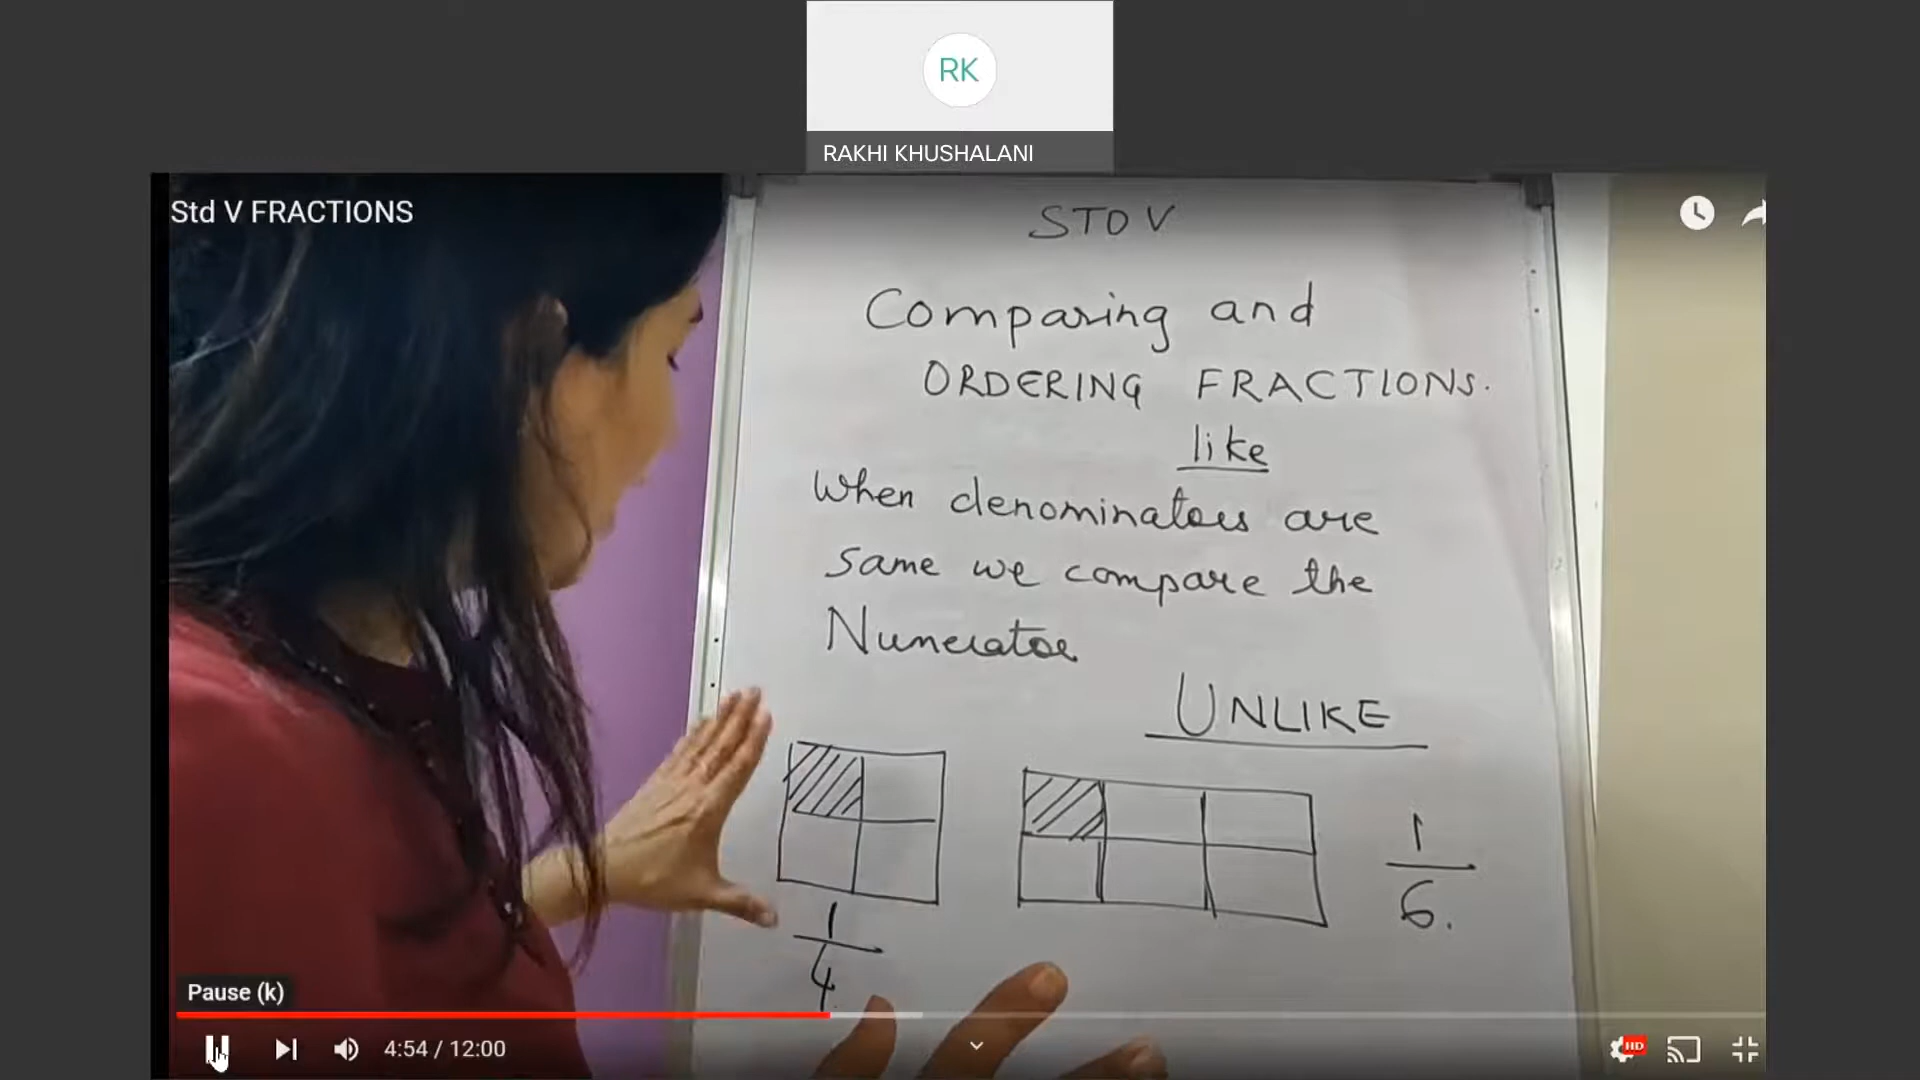 RK
RAKHI KHUSHALANI
Std V FRACTIONS
STD V
Comparing and
ORDERING FRACTIONS.
like
When denominators are
same we compare the
Numerator
UNLIKE
1
4
1
6.
Pause (k)
4:54 / 12:00
HD